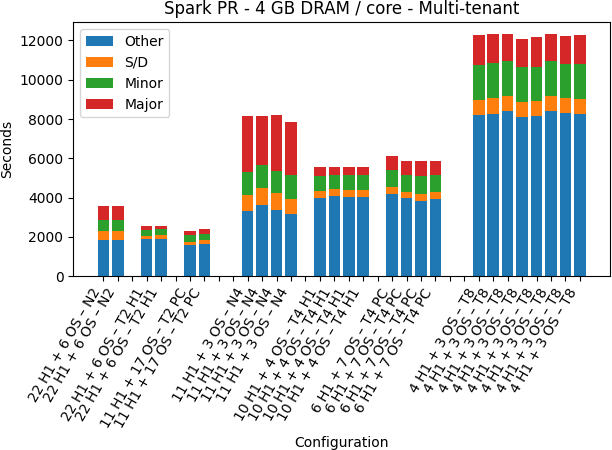 Spark PR - 4 GB DRAM / core - Multi-tenant
Other
S/D
Minor
Major
Seconds
12000
10000
8000
6000
4000
2000
0
22 H1 + 6 OS – N2
22 H1 + 6 OS – N2
22 H1 + 6 OS – T2 H1
22 H1 + 6 OS – T2 H1
11 H1 + 17 OS – T2 PC
11 H1 + 17 OS – T2 PC
11 H1 + 3 OS – N4
11 H1 + 3 OS – N4
11 H1 + 3 OS – N4
11 H1 + 3 OS – N4
10 H1 + 4 OS – T4 H1
10 H1 + 4 OS – T4 H1
10 H1 + 4 OS – T4 H1
10 H1 + 4 OS – T4 H1
6 H1 + 7 OS – T4 PC
6 H1 + 7 OS – T4 PC
6 H1 + 7 OS – T4 PC
6 H1 + 7 OS – T4 PC
4 H1 + 3 OS – T8
4 H1 + 3 OS – T8
4 H1 + 3 OS – T8
4 H1 + 3 OS – T8
4 H1 + 3 OS – T8
4 H1 + 3 OS – T8
4 H1 + 3 OS – T8
4 H1 + 3 OS – T8
Configuration